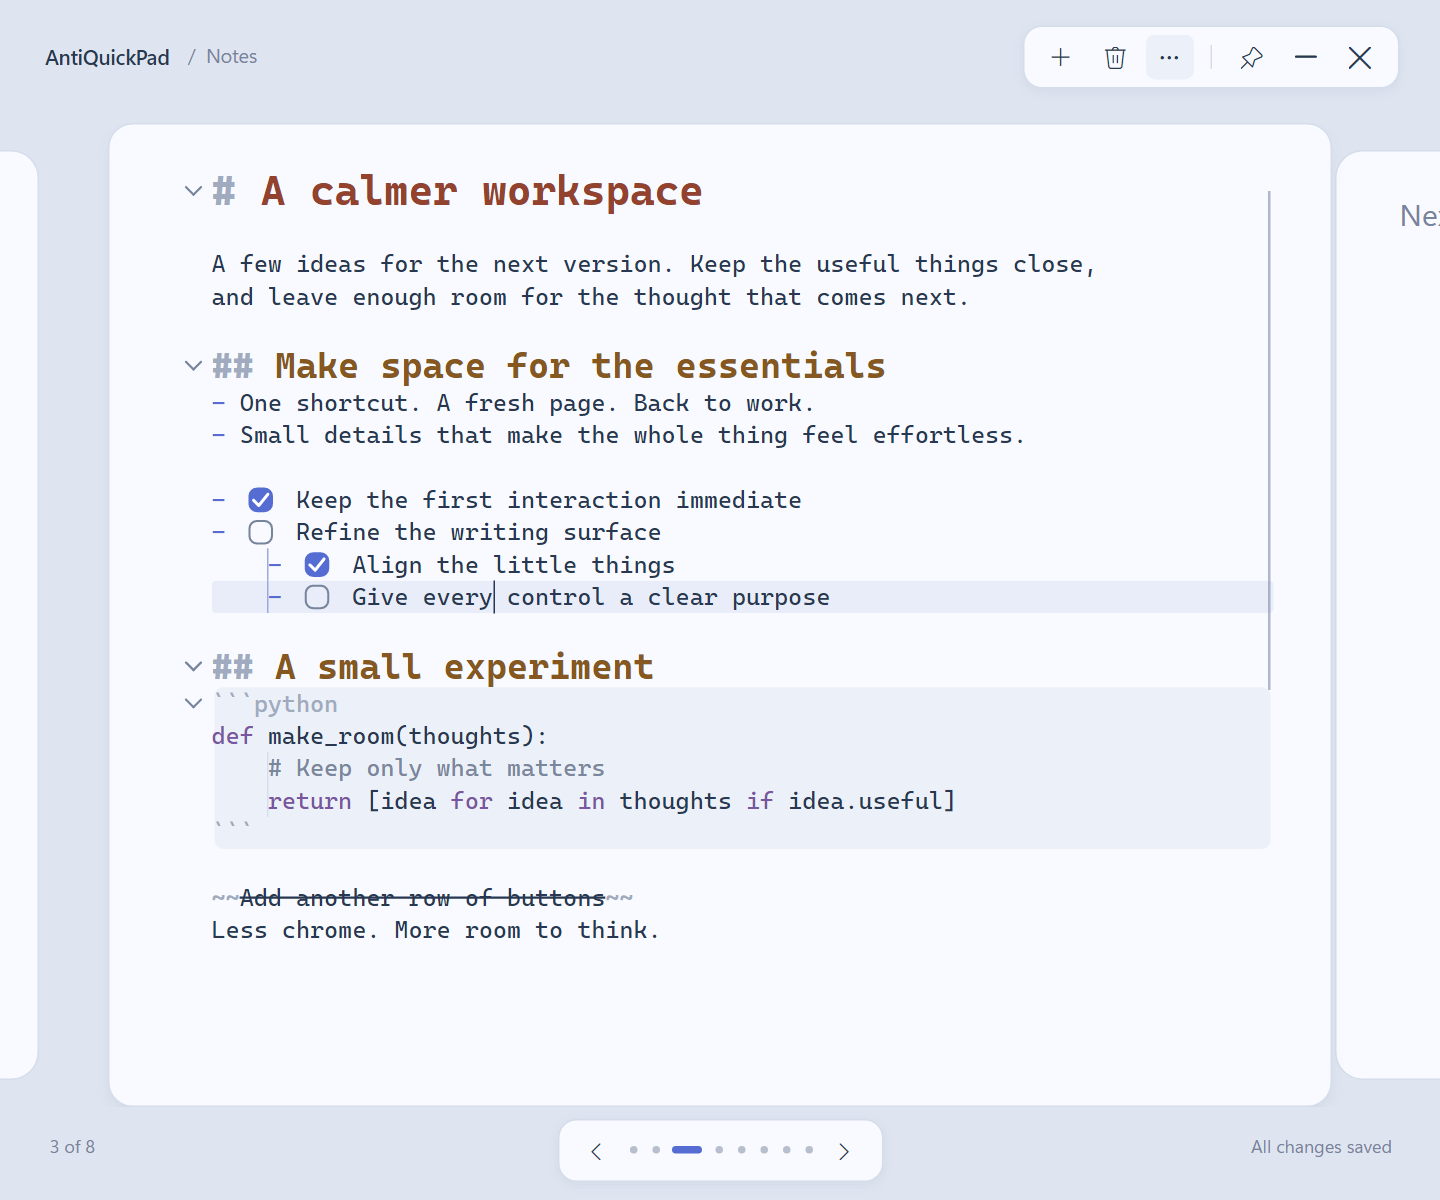 AntiQuickPad / Notes
# A calmer workspace
Nex
A few ideas for the next version. Keep the useful things close,
and leave enough room for the thought that comes next.
## Make space for the essentials
- One shortcut. A fresh page. Back to work.
- Small details that make the whole thing feel effortless.
- Keep the first interaction immediate
- Refine the writing surface
- Align the little things
- Give every control a clear purpose
## A small experiment
```python
def make_room(thoughts):
# Keep only what matters
return [idea for idea in thoughts if idea.useful]
```
~~Add another row of buttons~~
Less chrome. More room to think.
3 of 8
All changes saved